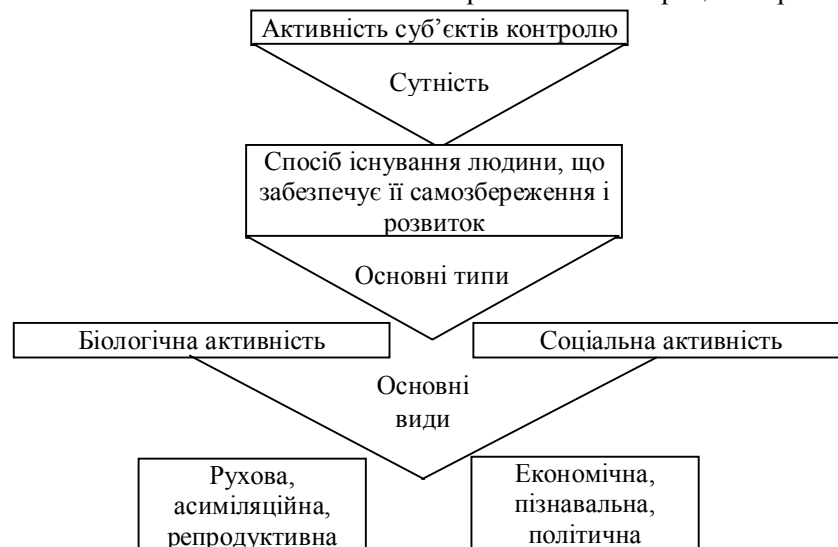 Активність суб’єктів контролю
Сутність
Спосіб існування людини, що
забезпечує її самозбереження і
розвиток
Основні типи
Біологічна активність
Соціальна активність
Основні
види
Рухова,
асиміляційна,
репродуктивна
Економічна,
пізнавальна,
політична